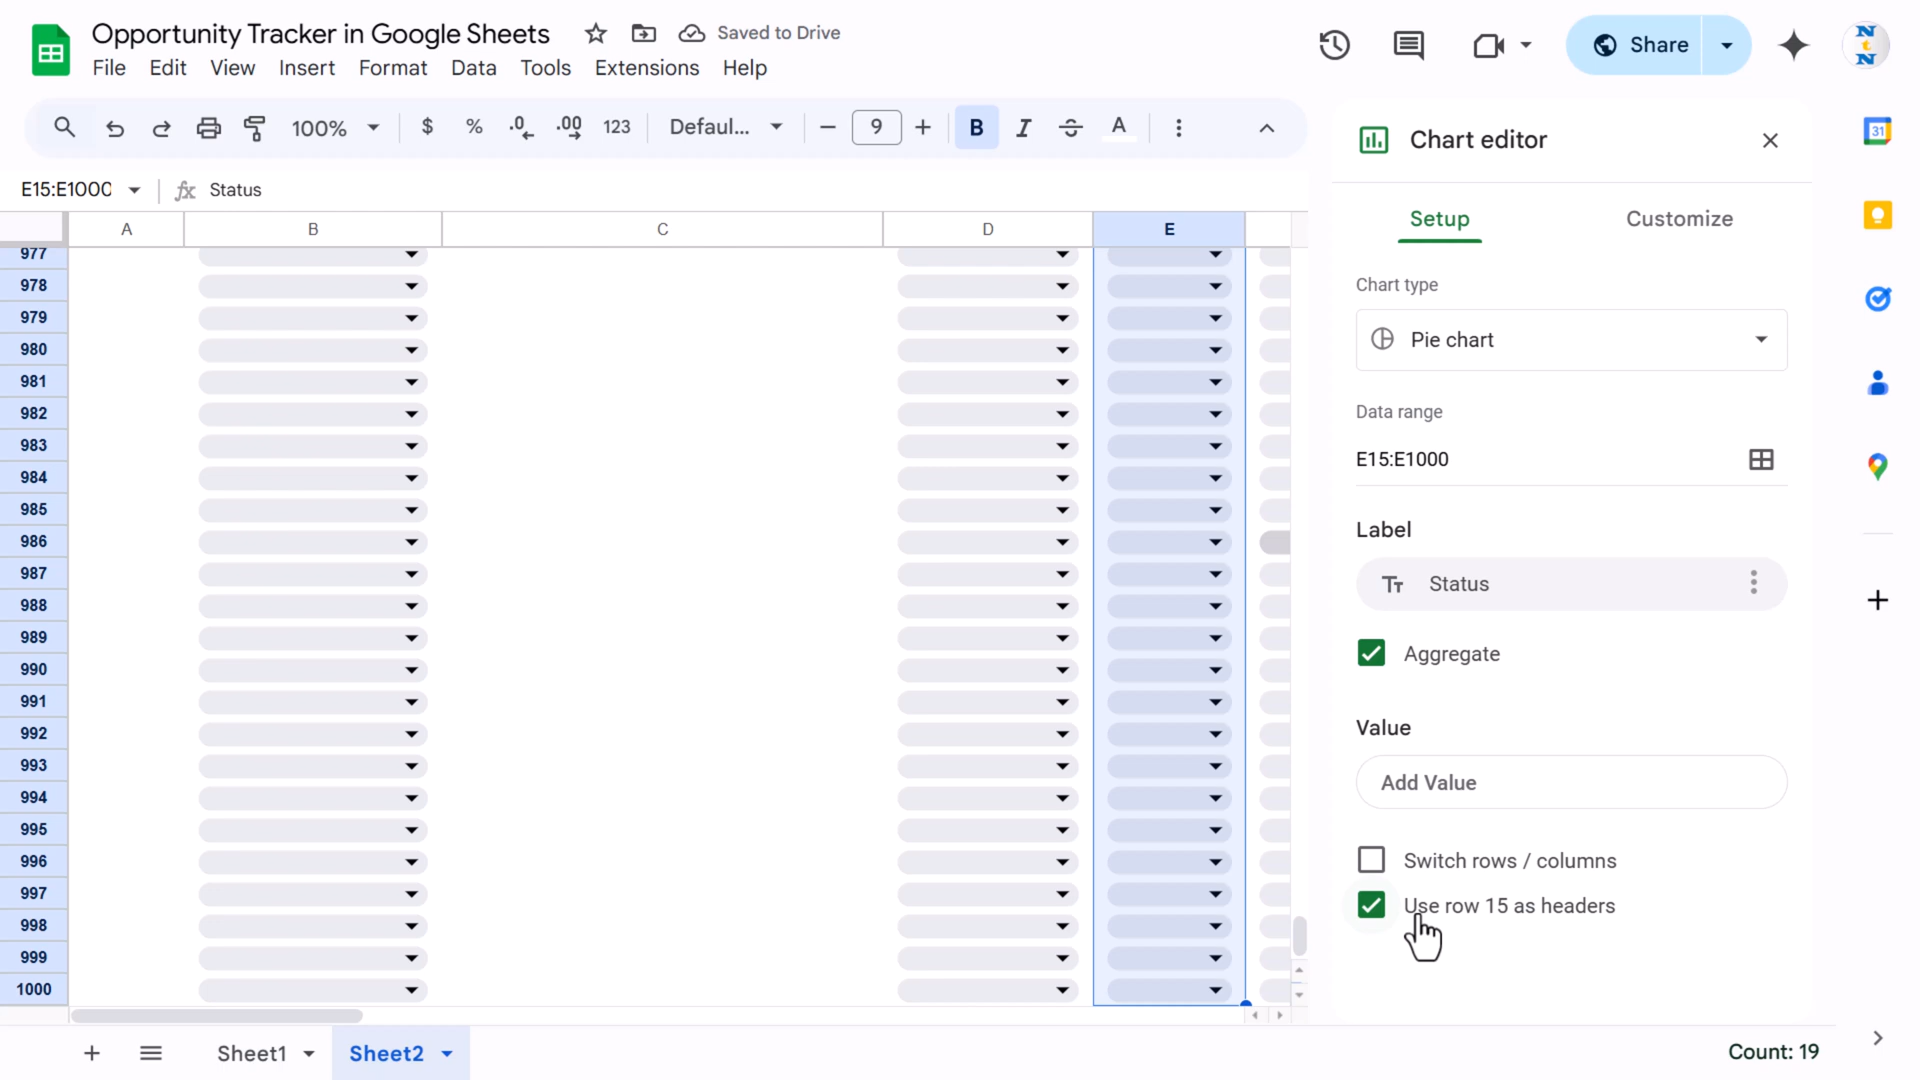 Opportunity Tracker in Google Sheets
Saved to Drive
File Edit View Insert Format Data Tools Extensions Help
Share
N
t
N
100%
$ % .0 .00 123
Defaul...
9
B I S A
E15:E1000
fx Status
A B C D E
977
978
979
980
981
982
983
984
985
986
987
988
989
990
991
992
993
994
995
996
997
998
999
1000
Chart editor
Setup Customize
Chart type
Pie chart
Data range
E15:E1000
Label
Tт Status
Aggregate
Value
Add Value
Switch rows / columns
Use row 15 as headers
31
Sheet1 Sheet2
Count: 19